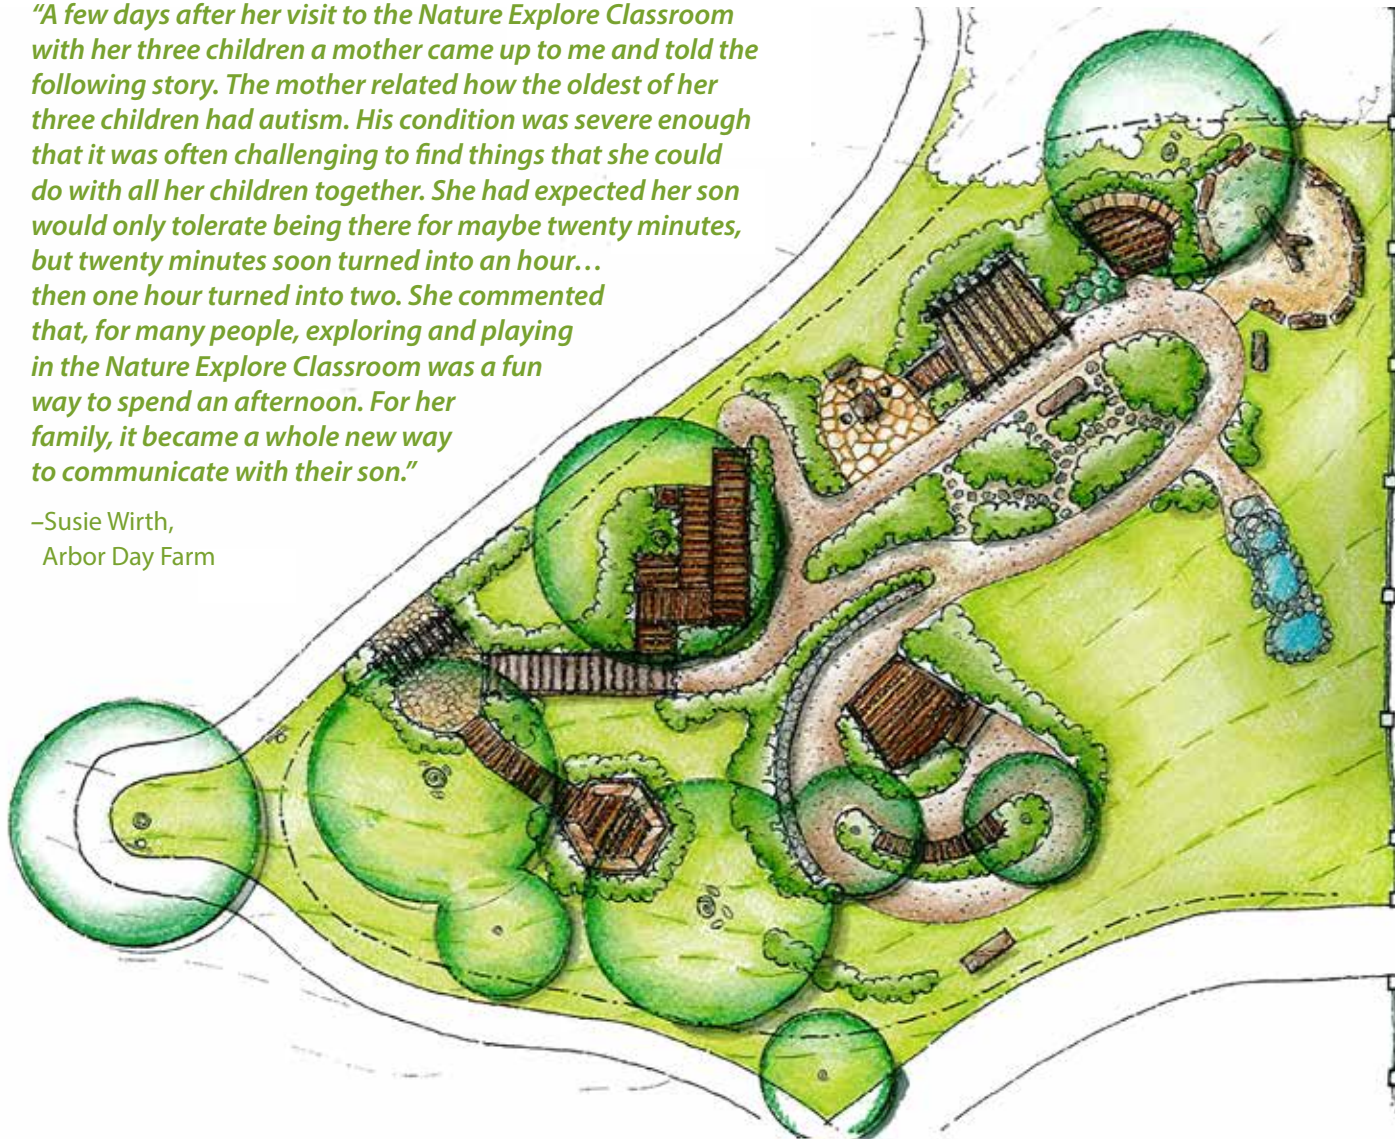 “A few days after her visit to the Nature Explore Classroom
with her three children a mother came up to me and told the
following story. The mother related how the oldest of her
three children had autism. His condition was severe enough
that it was often challenging to find things that she could
do with all her children together. She had expected her son
would only tolerate being there for maybe twenty minutes,
but twenty minutes soon turned into an hour…
then one hour turned into two. She commented
that, for many people, exploring and playing
in the Nature Explore Classroom was a fun
way to spend an afternoon. For her
family, it became a whole new way
to communicate with their son.”
–Susie Wirth,
Arbor Day Farm